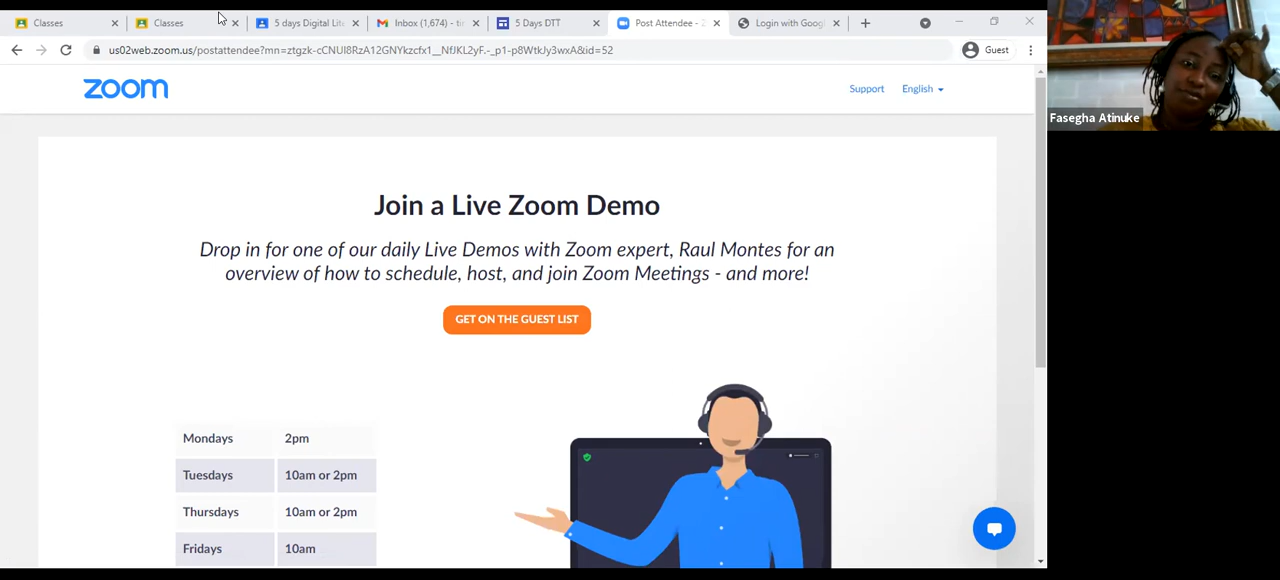 Classes
Classes
5 days Digital Lite
Inbox (1,674) - ti
5 Days DTT
Post Attendee - Z
Login with Goog
us02web.zoom.us/postattendee?mn=ztgzk-cCNUI8RzA12GNYkzcfx1__NfJKL2yF.-_p1-p8WtkJy3wxA&id=52
Guest
zoom
Support
English
Fasegha Atinuke
Join a Live Zoom Demo
Drop in for one of our daily Live Demos with Zoom expert, Raul Montes for an
overview of how to schedule, host, and join Zoom Meetings - and more!
GET ON THE GUEST LIST
Mondays 2pm
Tuesdays 10am or 2pm
Thursdays 10am or 2pm
Fridays 10am